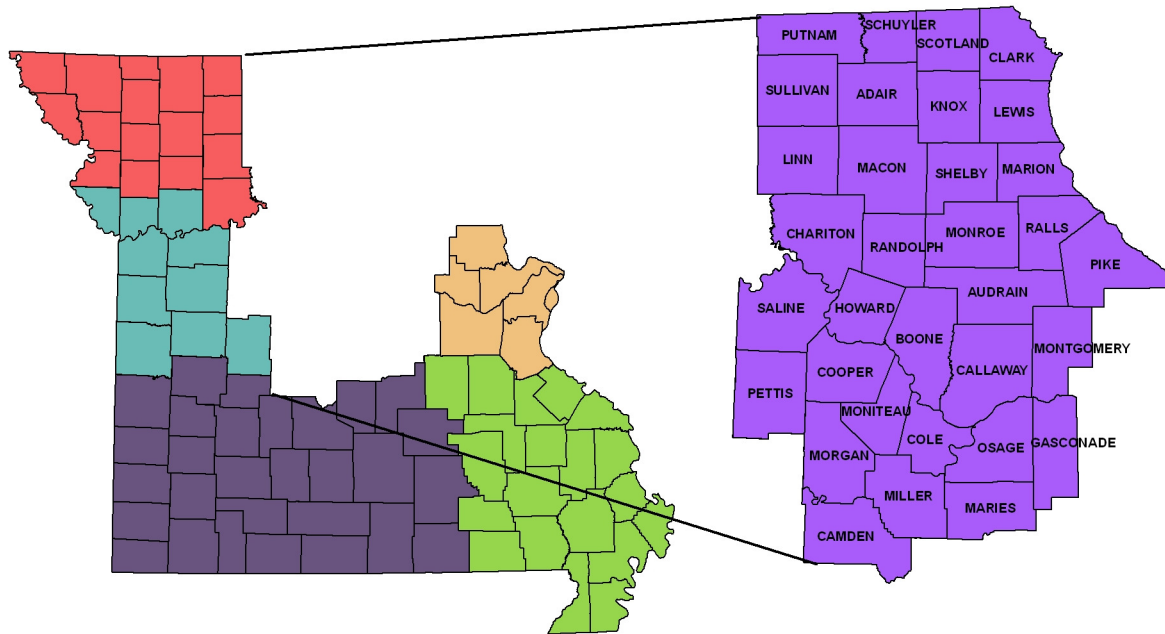 PUTNAM
SCHUYLER
SCOTLAND
CLARK
SULLIVAN
ADAIR
KNOX
LEWIS
LINN
MACON
SHELBY
MARION
CHARITON
RANDOLPH
MONROE
RALLS
PIKE
SALINE
HOWARD
AUDRAIN
BOONE
MONTGOMERY
PETTIS
COOPER
CALLAWAY
MONITEAU
COLE
OSAGE
GASCONADE
MORGAN
MILLER
MARIES
CAMDEN